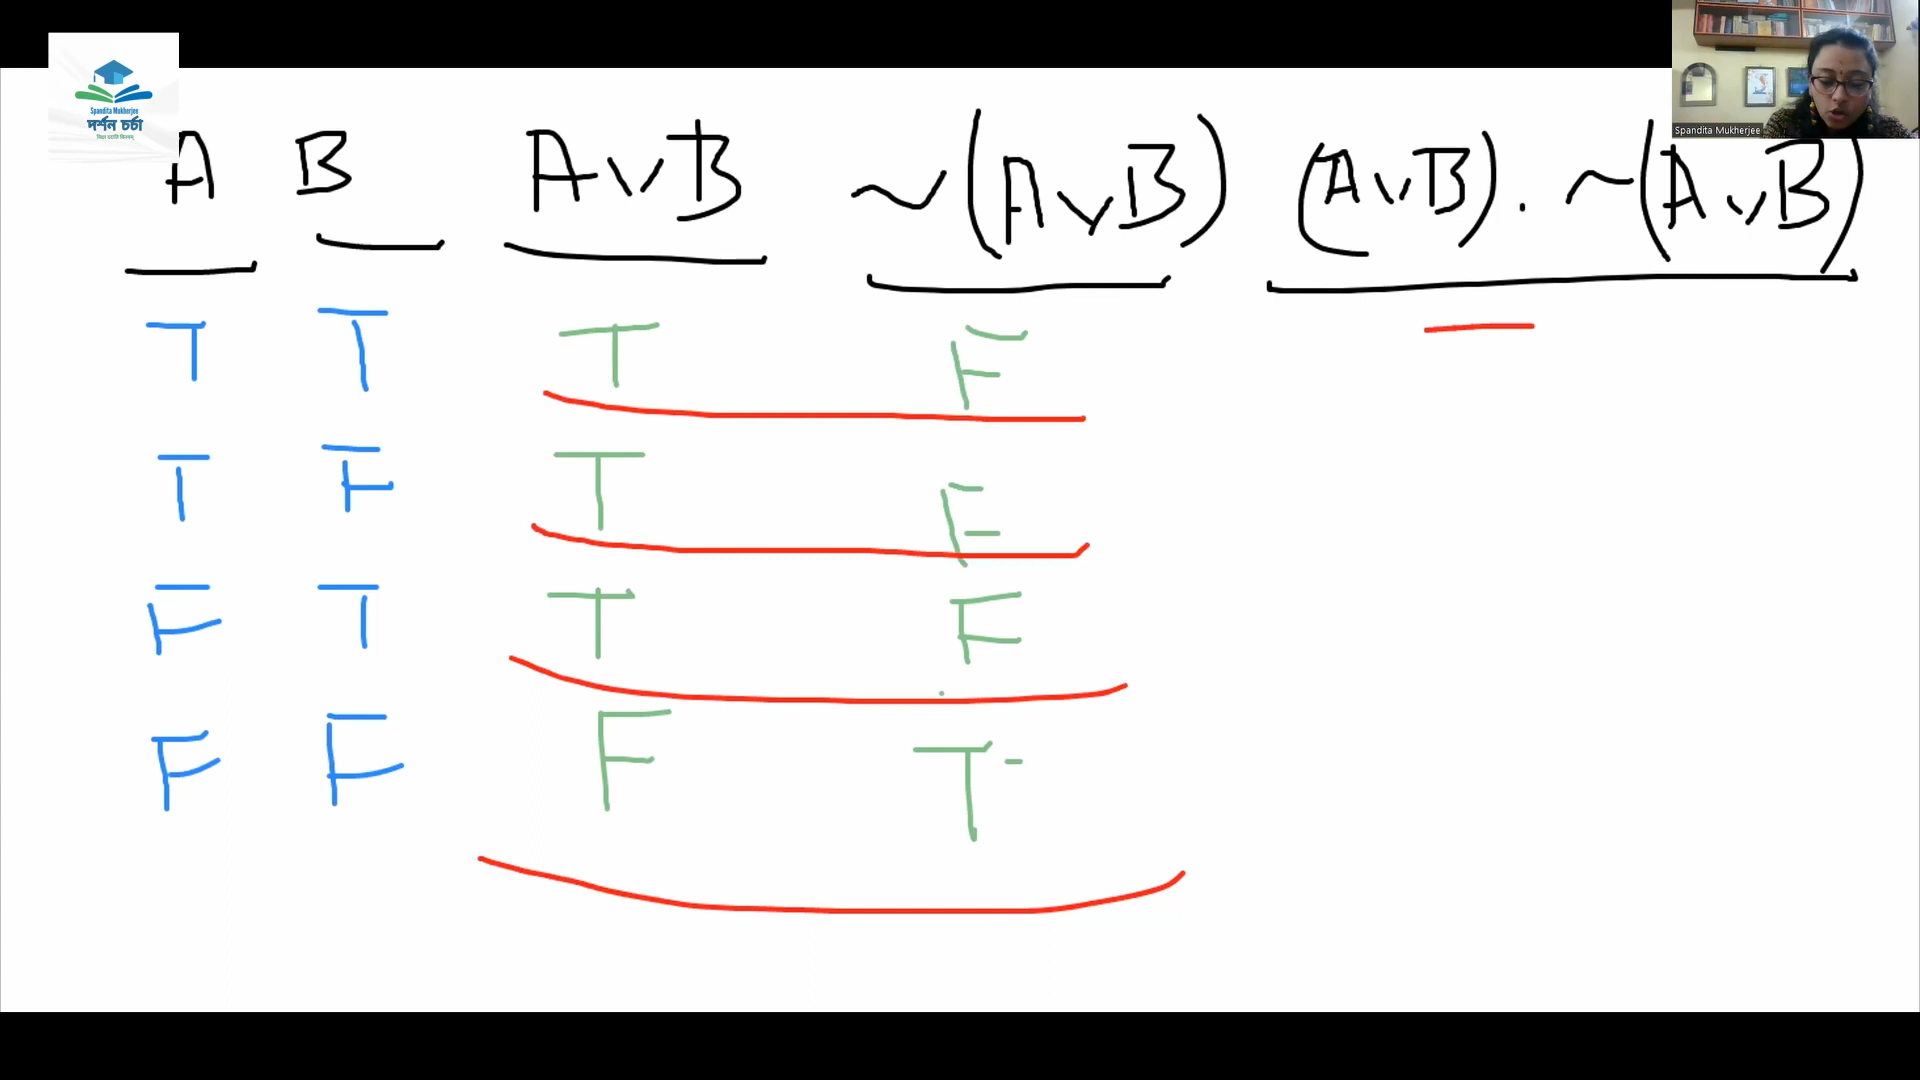 Spandita Mukherjee
দর্শন চর্চা
Spandita Mukherjee
A B A∨B ~(A∨B) (A∨B) . ~(A∨B)
T T T F
T F T F
F T T F
F F F T